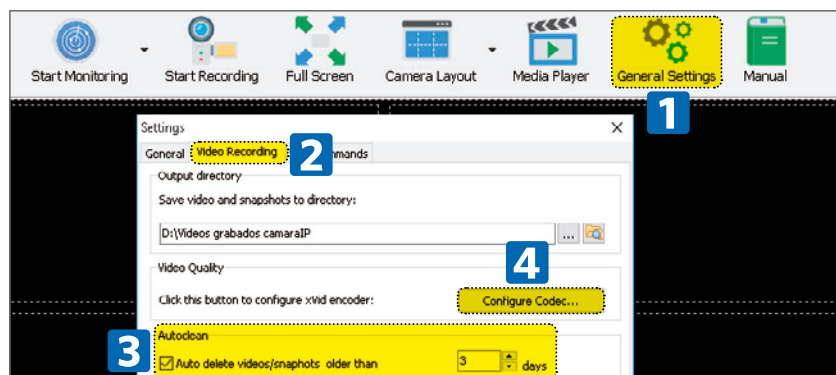 Start Monitoring Start Recording Full Screen Camera Layout Media Player General Settings Manual
1
Settings
General Video Recording 2 mmands
Output directory
Save video and snapshots to directory:
D:\Videos grabados camaraIP ...
4
Video Quality
Click this button to configure xVid encoder: Configure Codec...
3
Autoclean
Auto delete videos/snaphots older than 3 days